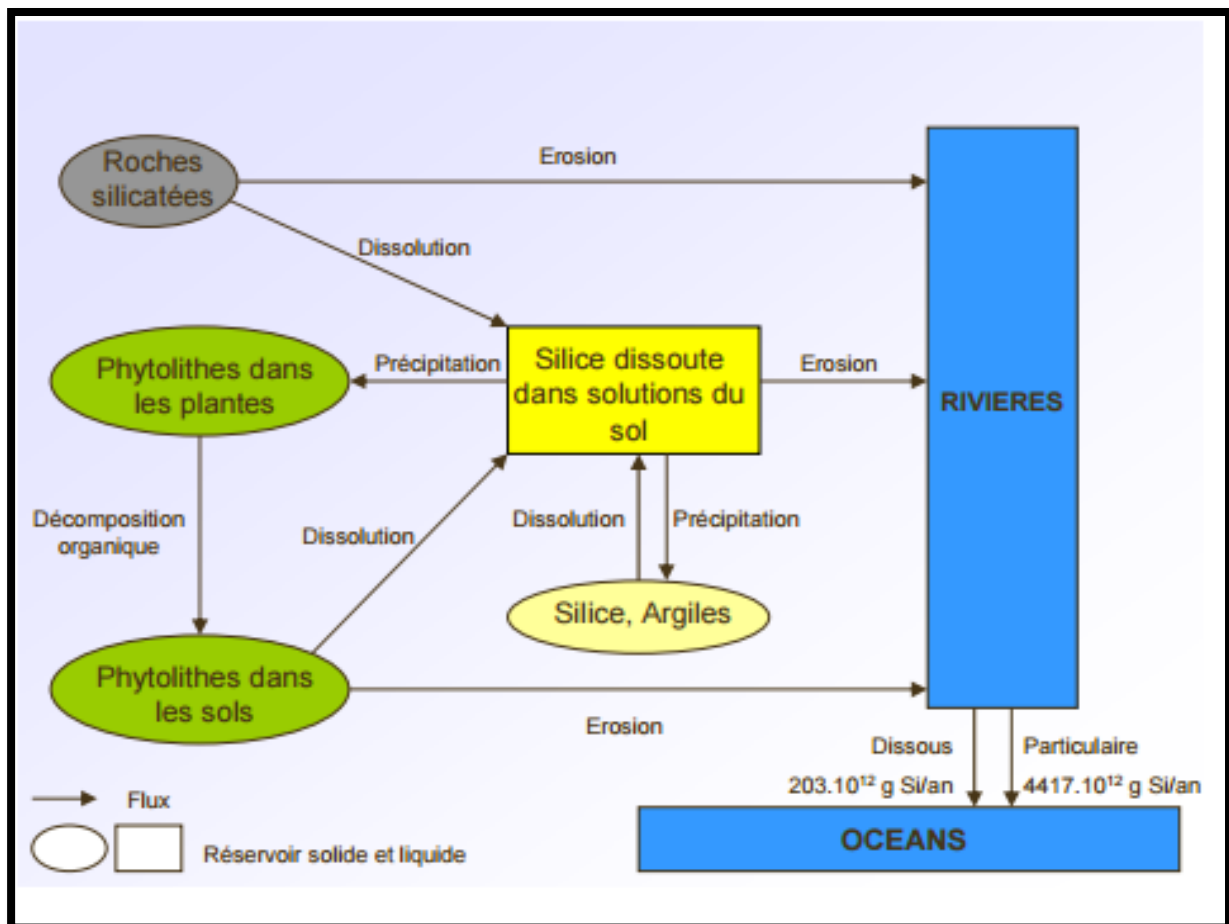 Roches
silicatées
Erosion
Dissolution
Phytolithes dans
les plantes
Précipitation
Silice dissoute
dans solutions du
sol
Erosion
RIVIERES
Décomposition
organique
Dissolution
Dissolution
Précipitation
Silice, Argiles
Phytolithes dans
les sols
Erosion
Dissous
203.10¹² g Si/an
Particulaire
4417.10¹² g Si/an
Flux
Réservoir solide et liquide
OCEANS